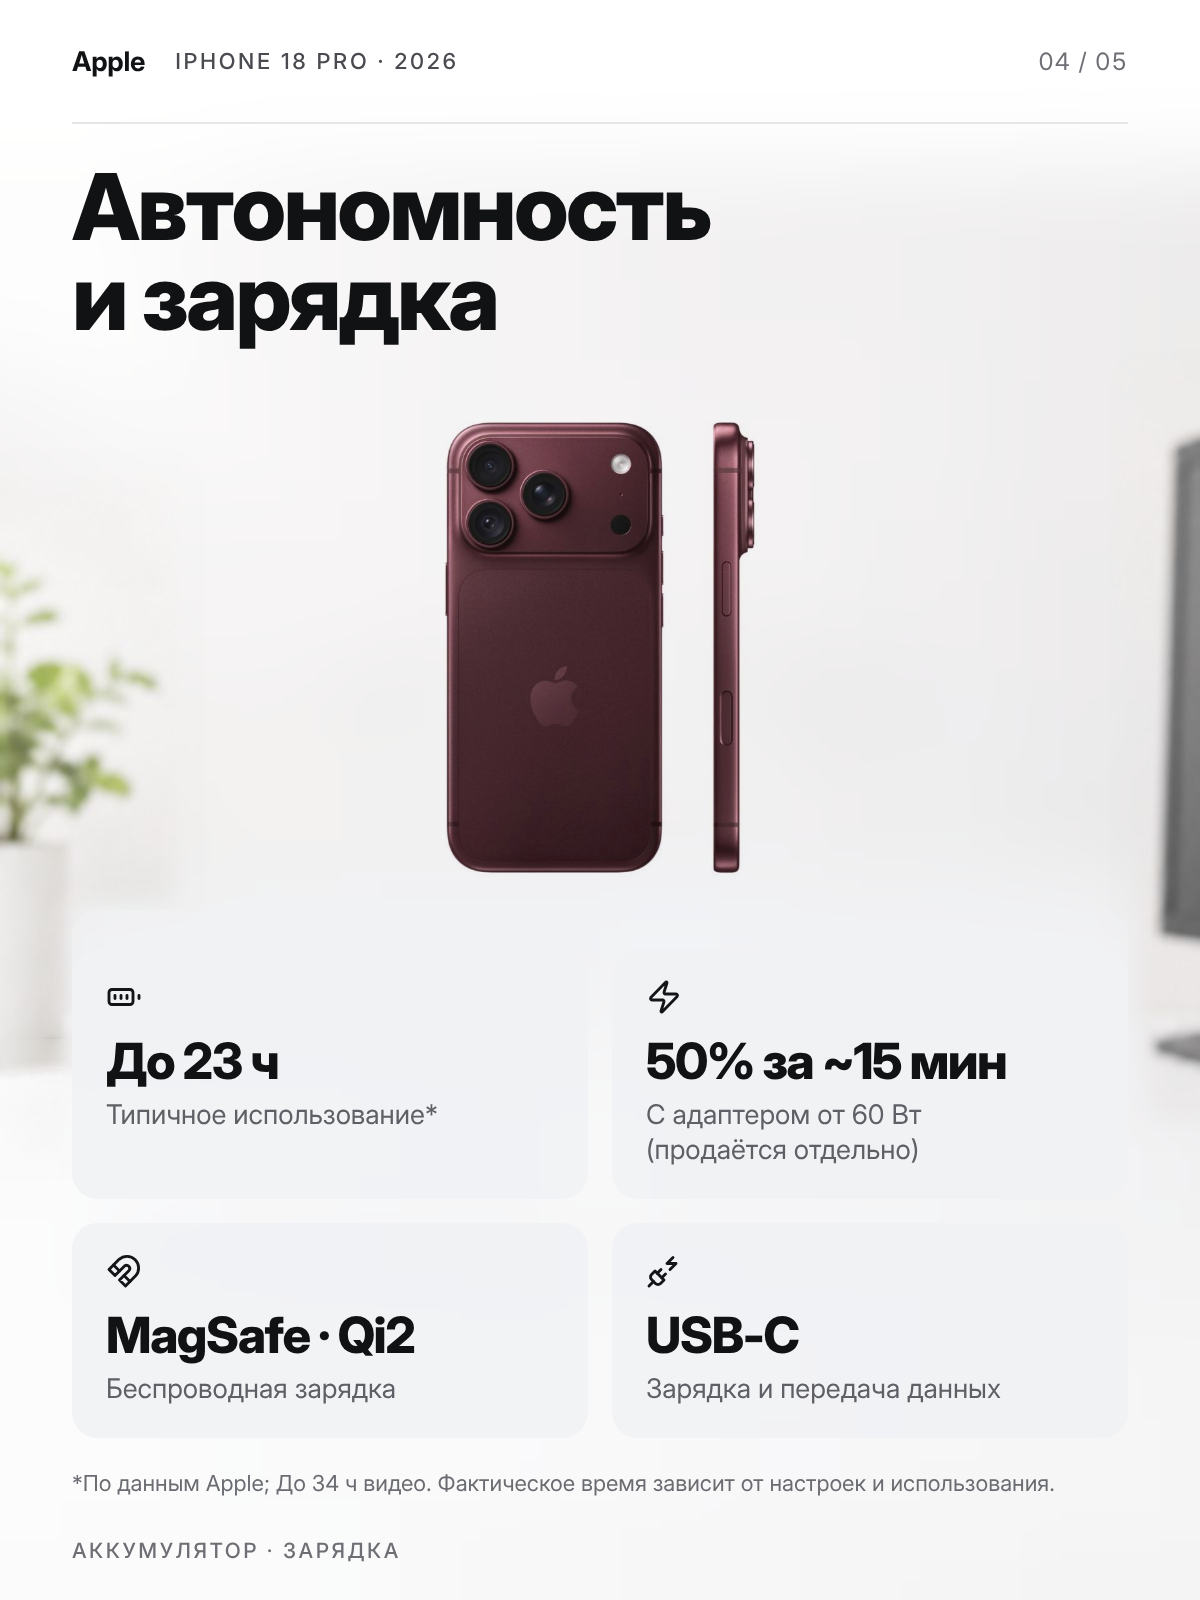 Apple IPHONE 18 PRO · 2026 04 / 05
Автономность
и зарядка
До 23 ч
Типичное использование*
50% за ~15 мин
С адаптером от 60 Вт
(продаётся отдельно)
MagSafe · Qi2
Беспроводная зарядка
USB-C
Зарядка и передача данных
*По данным Apple; До 34 ч видео. Фактическое время зависит от настроек и использования.
АККУМУЛЯТОР · ЗАРЯДКА